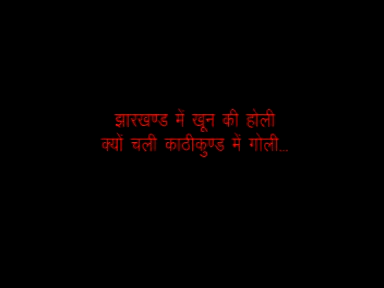 झारखण्ड में खून की होली
क्यों चली काठीकुण्ड में गोली...